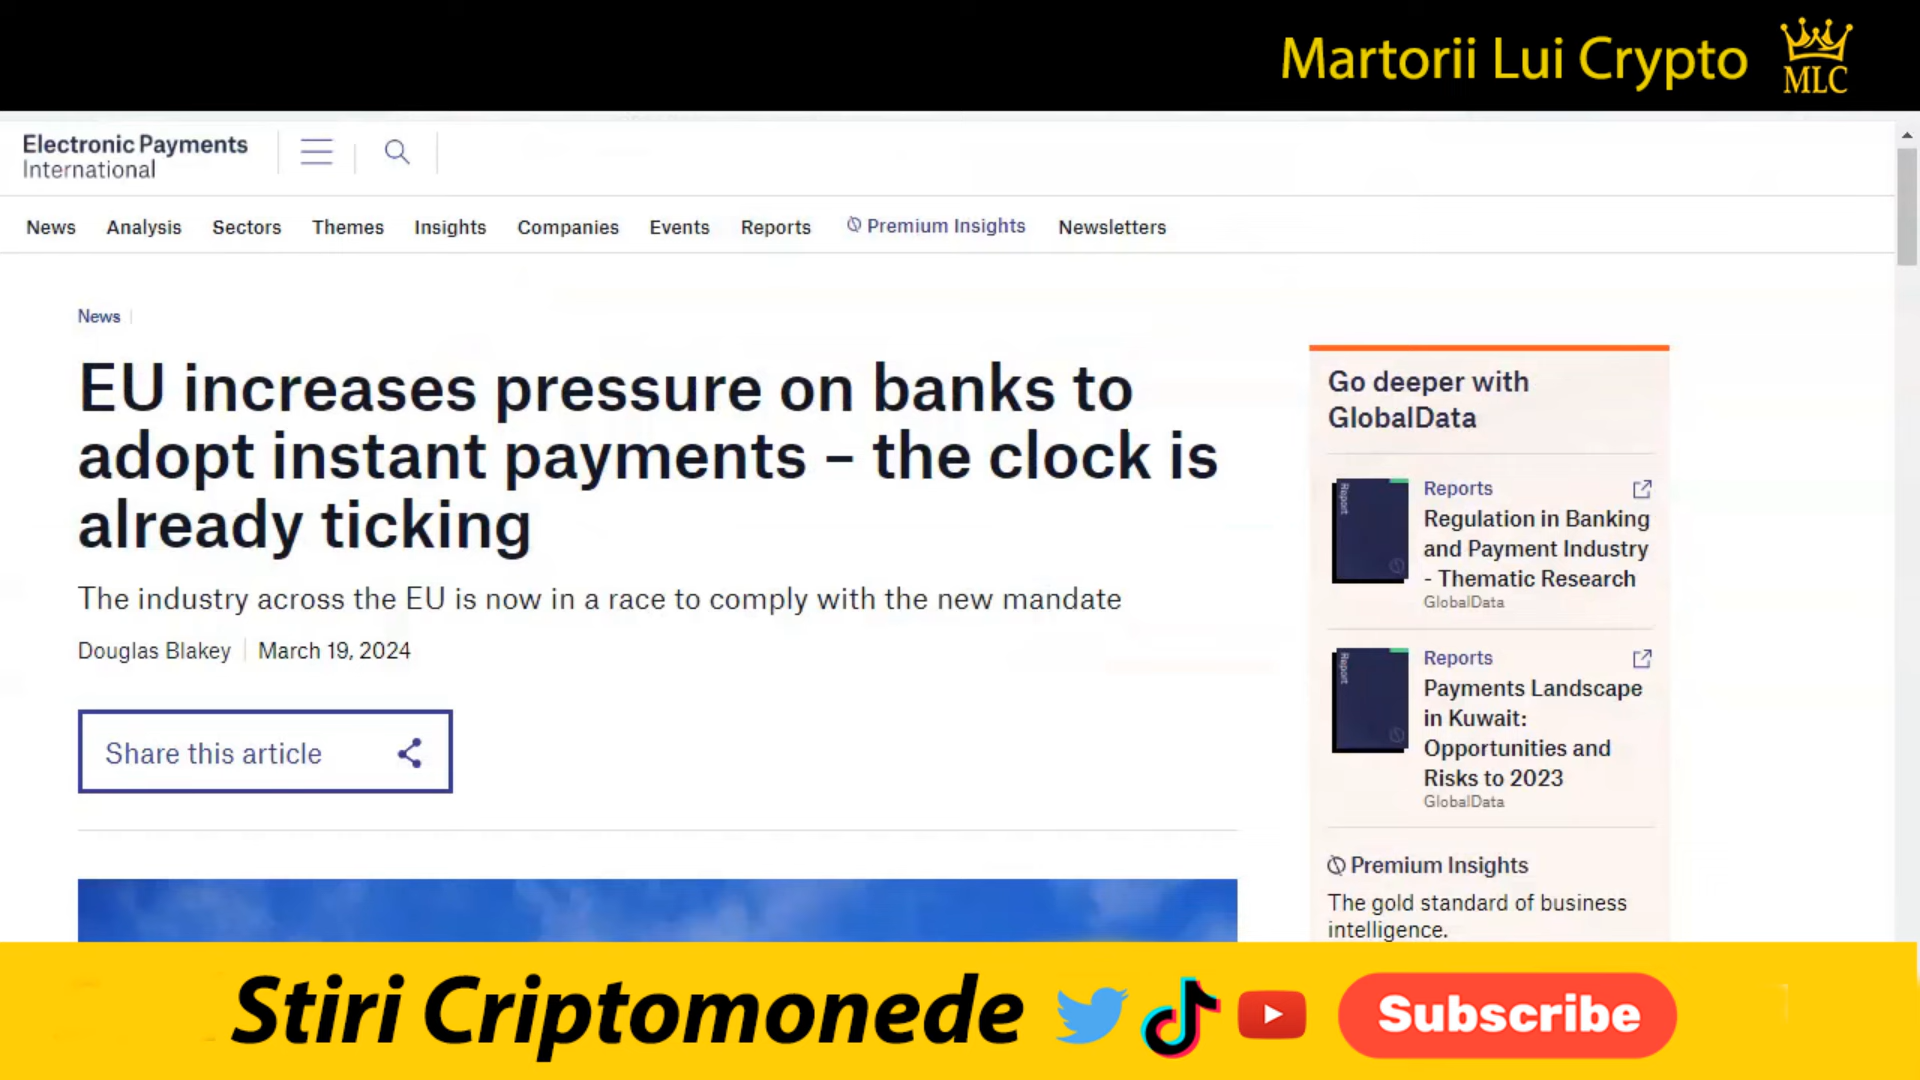 Martorii Lui Crypto
MLC
Electronic Payments
International
News Analysis Sectors Themes Insights Companies Events Reports Premium Insights Newsletters
News
EU increases pressure on banks to
adopt instant payments – the clock is
already ticking
The industry across the EU is now in a race to comply with the new mandate
Douglas Blakey
March 19, 2024
Share this article
Go deeper with
GlobalData
Report
Reports
Regulation in Banking
and Payment Industry
- Thematic Research
GlobalData
Report
Reports
Payments Landscape
in Kuwait:
Opportunities and
Risks to 2023
GlobalData
Premium Insights
The gold standard of business
intelligence.
Stiri Criptomonede
Subscribe